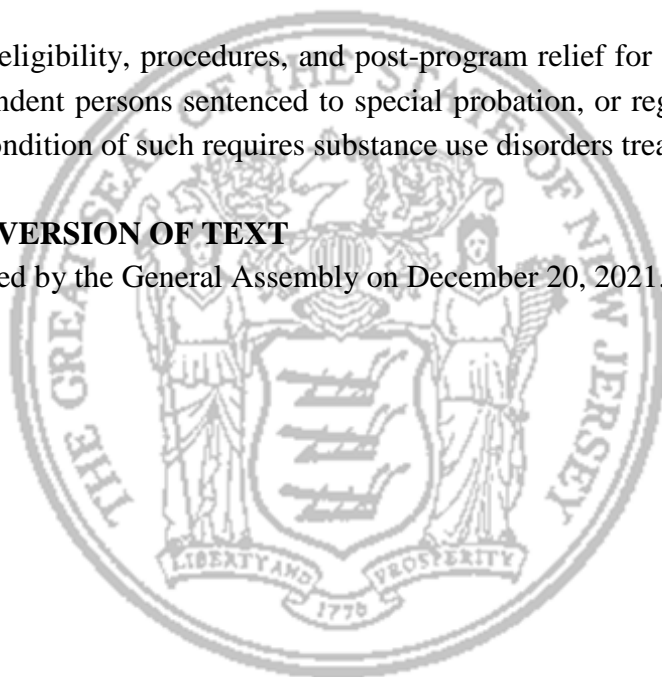 eligibility, procedures, and post-program relief for
ndent persons sentenced to special probation, or reg
ondition of such requires substance use disorders trea
VERSION OF TEXT
ed by the General Assembly on December 20, 2021.
THE GREAT SEAL OF THE STATE OF NEW JERSEY
LIBERTY AND PROSPERITY
1776